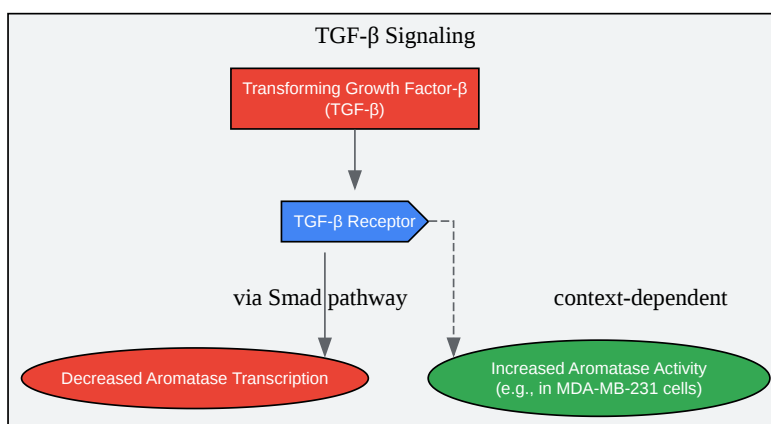 TGF-β Signaling
Transforming Growth Factor-β
(TGF-β)
TGF-β Receptor
via Smad pathway
context-dependent
Decreased Aromatase Transcription
Increased Aromatase Activity
(e.g., in MDA-MB-231 cells)